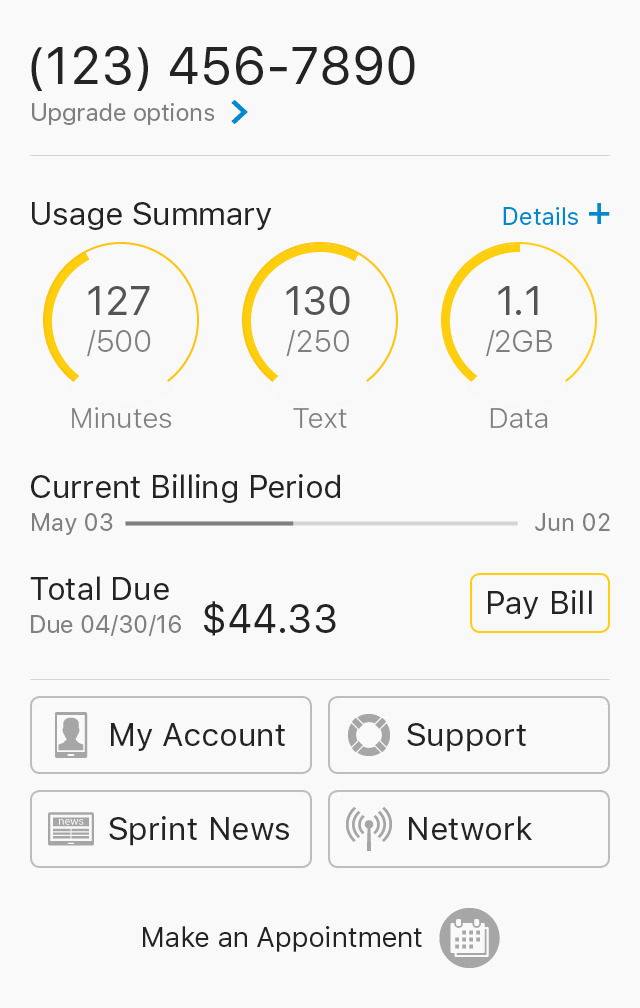 (123) 456-7890
Upgrade options
Usage Summary
Details +
127
/500
Minutes
130
/250
Text
1.1
/2GB
Data
Current Billing Period
May 03
Jun 02
Total Due
Due 04/30/16
$44.33
Pay Bill
My Account
Support
news
Sprint News
Network
Make an Appointment